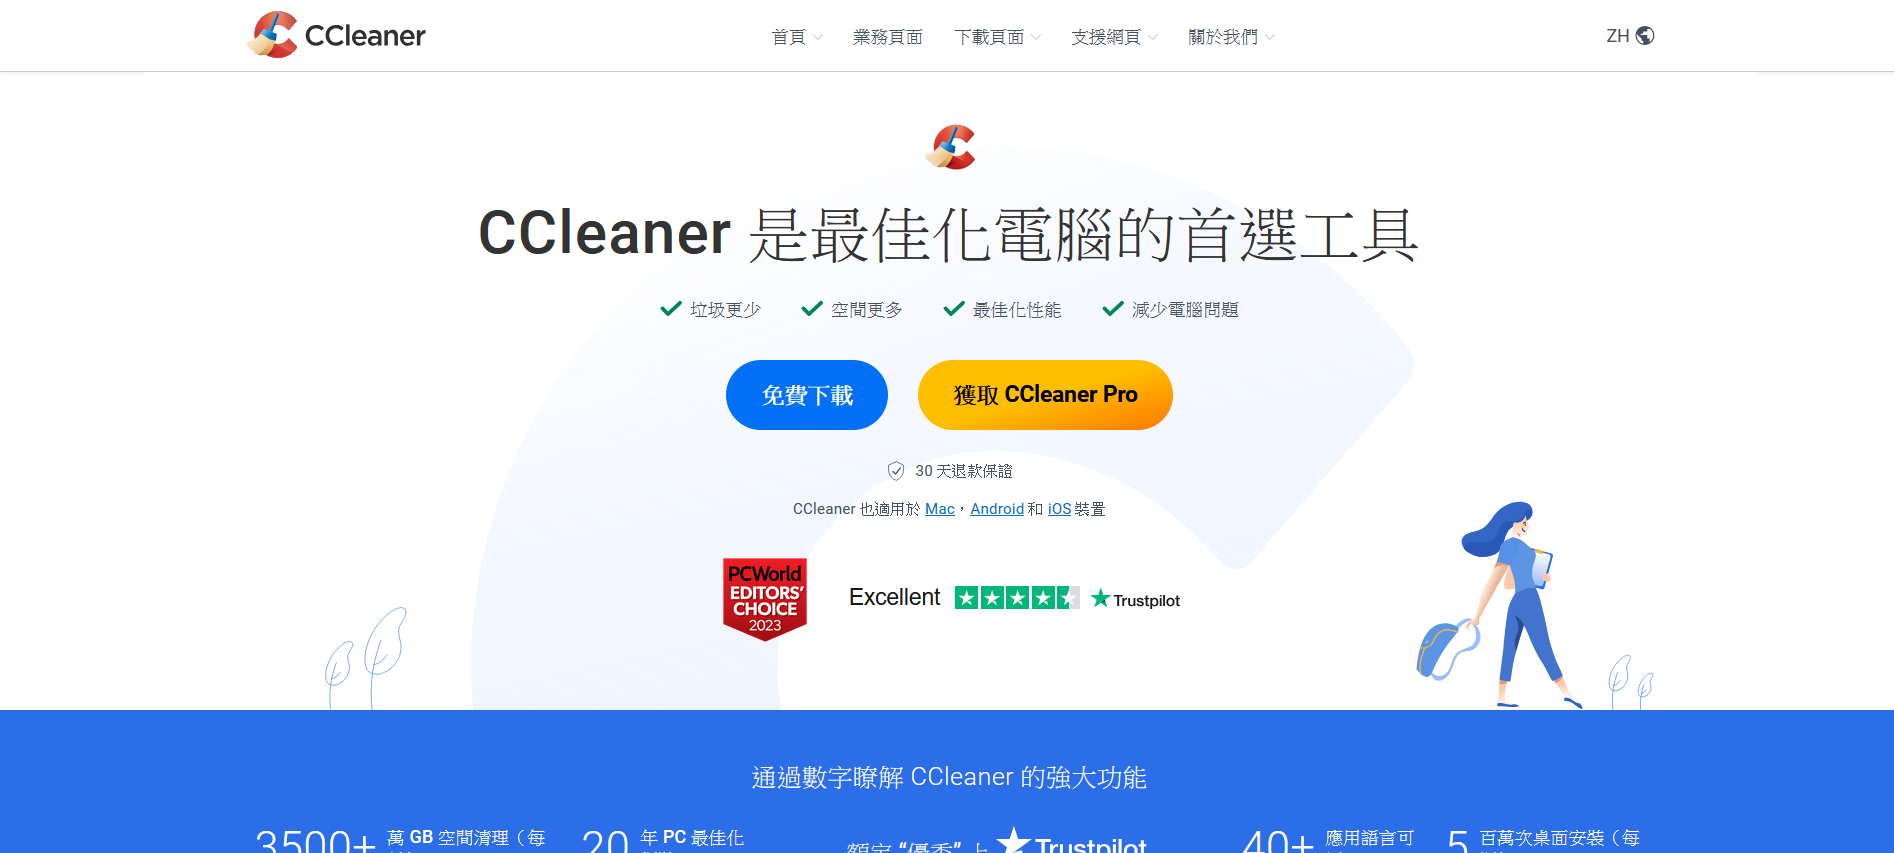 CCleaner
首頁 業務頁面 下載頁面 支援網頁 關於我們 ZH
CCleaner 是最佳化電腦的首選工具
垃圾更少 空間更多 最佳化性能 減少電腦問題
免費下載 獲取 CCleaner Pro
30 天退款保證
CCleaner 也適用於 Mac，Android 和 iOS 裝置
PCWorld
EDITORS'
CHOICE
2023
Excellent Trustpilot
通過數字瞭解 CCleaner 的強大功能
3500+ 萬 GB 空間清理（每
20 年 PC 最佳化
額定 “優秀” 上 Trustpilot
40+ 應用語言可
5 百萬次桌面安裝（每